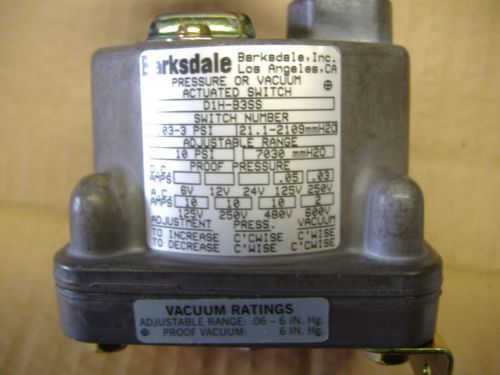 Barksdale Barksdale, Inc.
Los Angeles, CA
PRESSURE OR VACUUM
ACTUATED SWITCH
D1H-B3SS
SWITCH NUMBER
.03-3 PSI 21.1-2109mmH2O
ADJUSTABLE RANGE
10 PSI 7030 mmH2O
PROOF PRESSURE
D.C. AMPS .05 .03
6V 12V 24V 125V 250V
A.C. AMPS 10 10 10 2
125V 250V 480V 600V
ADJUSTMENT PRESS. VACUUM
TO INCREASE C'CWISE C'WISE
TO DECREASE C'WISE C'CWISE
VACUUM RATINGS
ADJUSTABLE RANGE: .06 - 6 IN. Hg.
PROOF VACUUM: 6 IN. Hg.